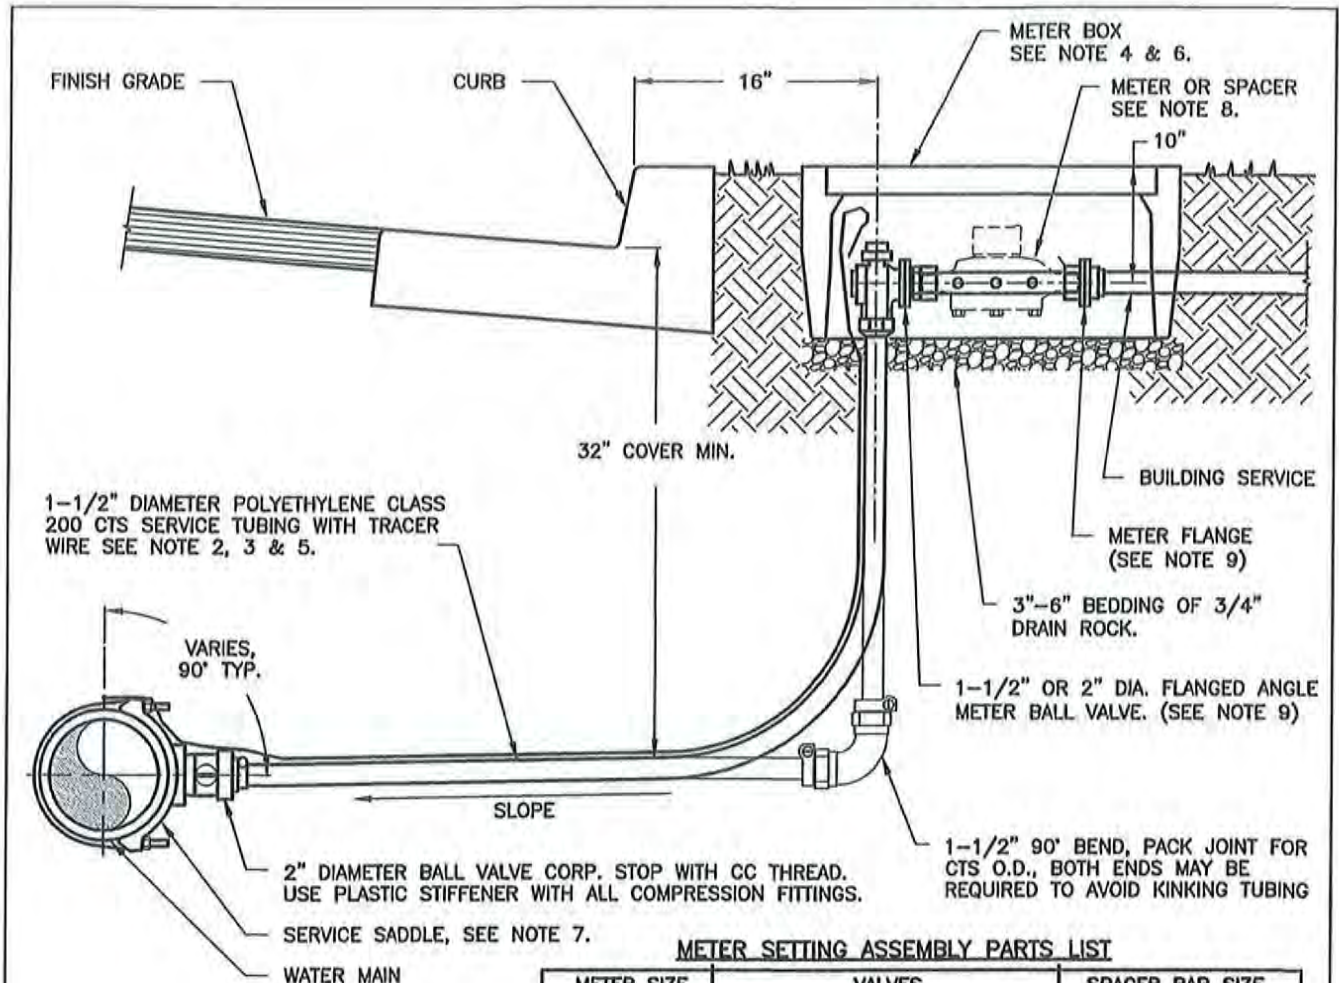 METER BOX
SEE NOTE 4 & 6.
FINISH GRADE
CURB
16"
METER OR SPACER
SEE NOTE 8.
10"
32" COVER MIN.
BUILDING SERVICE
1-1/2" DIAMETER POLYETHYLENE CLASS
200 CTS SERVICE TUBING WITH TRACER
WIRE SEE NOTE 2, 3 & 5.
METER FLANGE
(SEE NOTE 9)
3"-6" BEDDING OF 3/4"
DRAIN ROCK.
VARIES,
90° TYP.
1-1/2" OR 2" DIA. FLANGED ANGLE
METER BALL VALVE. (SEE NOTE 9)
SLOPE
1-1/2" 90° BEND, PACK JOINT FOR
CTS O.D., BOTH ENDS MAY BE
REQUIRED TO AVOID KINKING TUBING
2" DIAMETER BALL VALVE CORP. STOP WITH CC THREAD.
USE PLASTIC STIFFENER WITH ALL COMPRESSION FITTINGS.
SERVICE SADDLE, SEE NOTE 7.
WATER MAIN
METER SETTING ASSEMBLY PARTS LIST
METER SIZE VALVES SPACER BAR SIZE